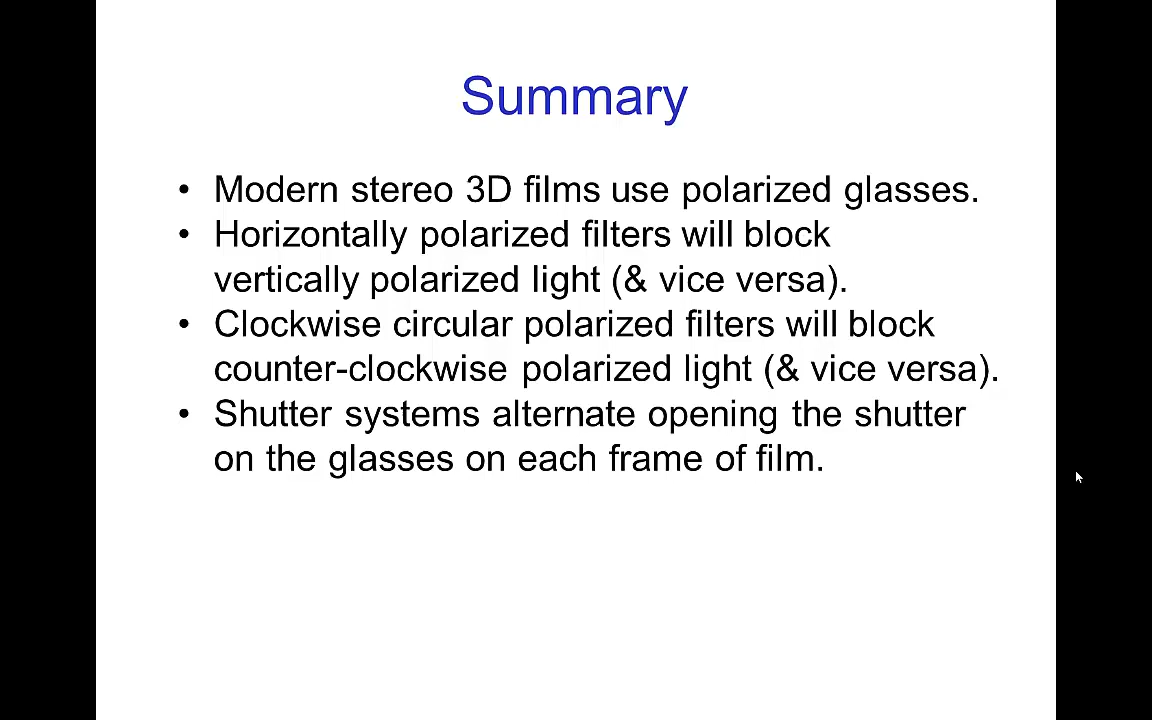 Summary
• Modern stereo 3D films use polarized glasses.
• Horizontally polarized filters will block
vertically polarized light (& vice versa).
• Clockwise circular polarized filters will block
counter-clockwise polarized light (& vice versa).
• Shutter systems alternate opening the shutter
on the glasses on each frame of film.